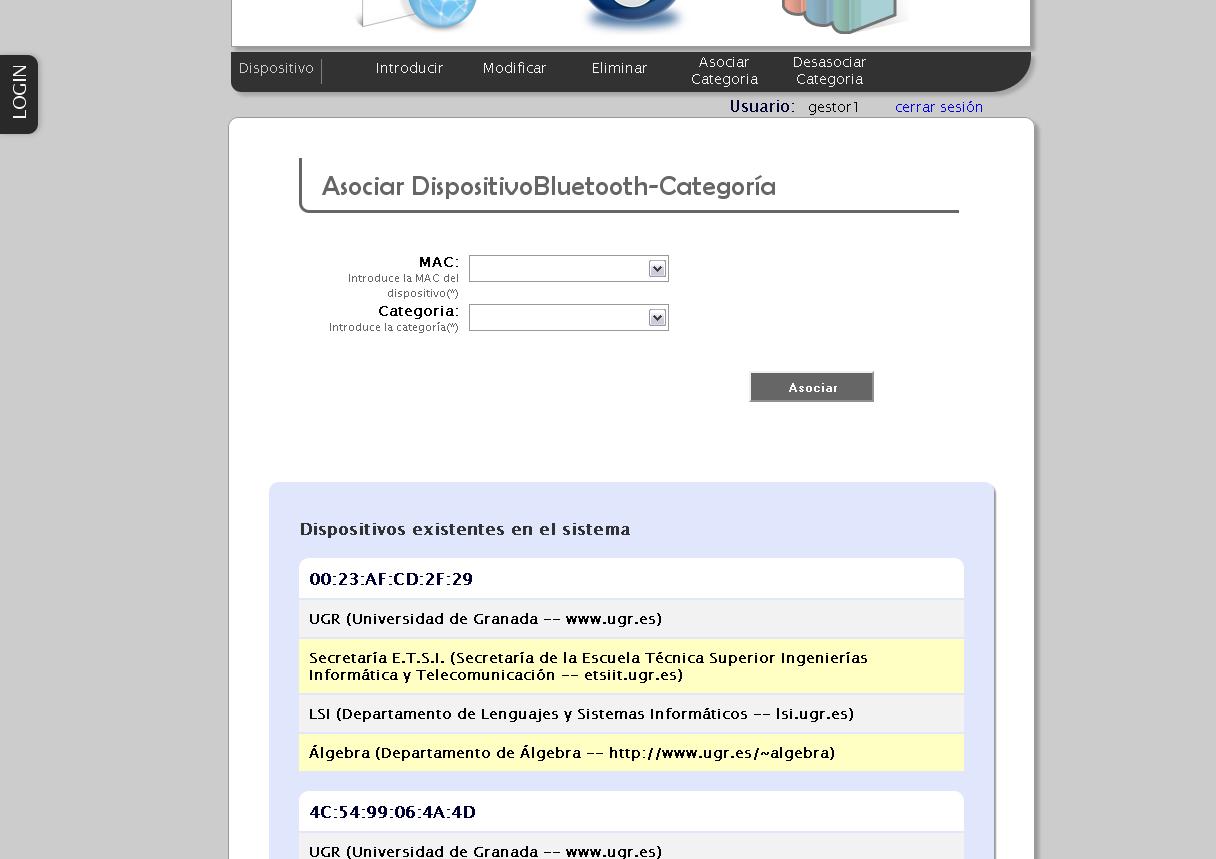 LOGIN
Dispositivo Introducir Modificar Eliminar Asociar Categoria Desasociar Categoria
Usuario: gestor1 cerrar sesión
Asociar DispositivoBluetooth-Categoría
MAC:
Introduce la MAC del
dispositivo(*)
Categoria:
Introduce la categoría(*)
Asociar
Dispositivos existentes en el sistema
00:23:AF:CD:2F:29
UGR (Universidad de Granada -- www.ugr.es)
Secretaría E.T.S.I. (Secretaría de la Escuela Técnica Superior Ingenierías
Informática y Telecomunicación -- etsiit.ugr.es)
LSI (Departamento de Lenguajes y Sistemas Informáticos -- lsi.ugr.es)
Álgebra (Departamento de Álgebra -- http://www.ugr.es/~algebra)
4C:54:99:06:4A:4D
UGR (Universidad de Granada -- www.ugr.es)